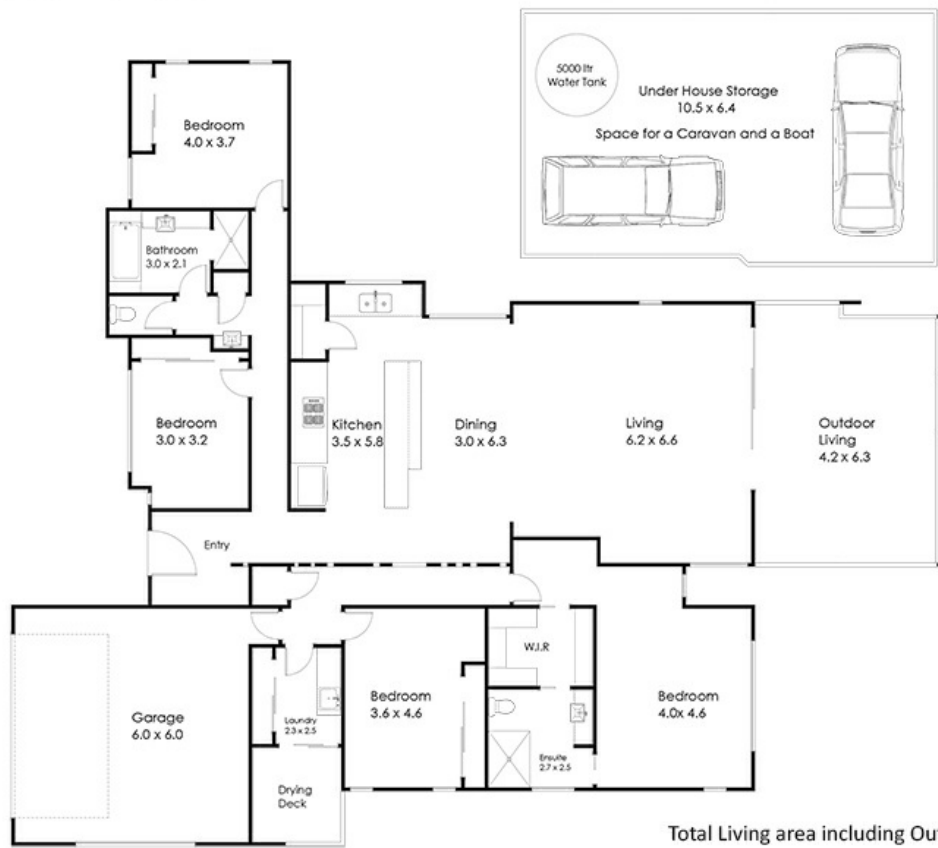 5000 ltr
Water Tank
Under House Storage
10.5 x 6.4
Space for a Caravan and a Boat
Bedroom
4.0 x 3.7
Bathroom
3.0 x 2.1
Bedroom
3.0 x 3.2
Kitchen
3.5 x 5.8
Dining
3.0 x 6.3
Living
6.2 x 6.6
Outdoor
Living
4.2 x 6.3
Entry
W.I.R
Garage
6.0 x 6.0
Laundry
2.3 x 2.5
Bedroom
3.6 x 4.6
Bedroom
4.0x 4.6
Ensuite
2.7 x 2.5
Drying
Deck
Total Living area including Ou